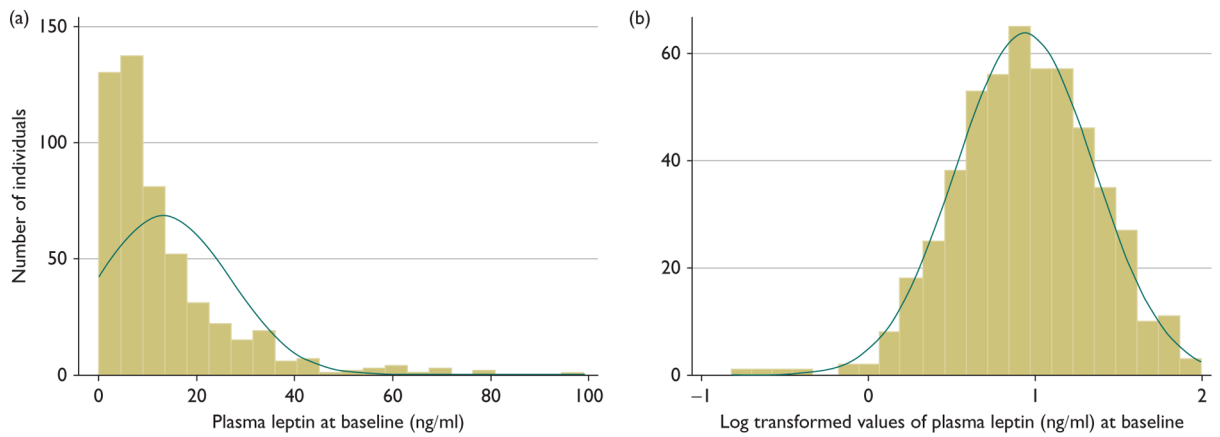 (a)
150
100
50
0
Number of individuals
0 20 40 60 80 100
Plasma leptin at baseline (ng/ml)
(b)
60
40
20
0
–1 0 1 2
Log transformed values of plasma leptin (ng/ml) at baseline